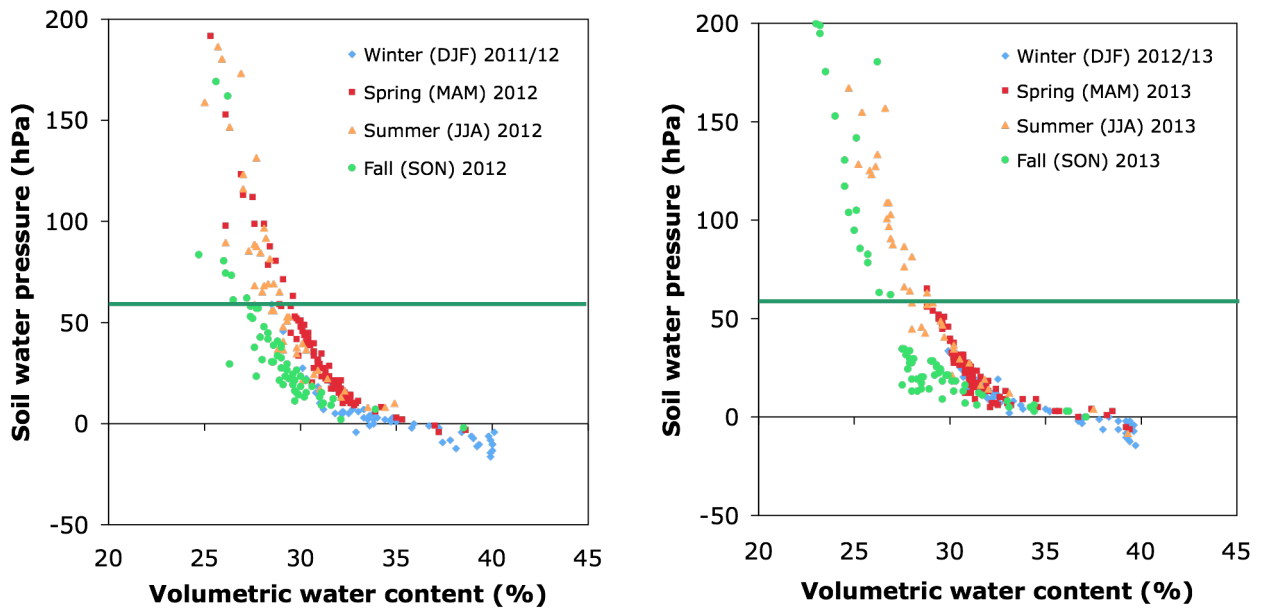 200
150
100
50
0
-50
20 25 30 35 40 45
Soil water pressure (hPa)
Volumetric water content (%)
Winter (DJF) 2011/12
Spring (MAM) 2012
Summer (JJA) 2012
Fall (SON) 2012
200
150
100
50
0
-50
20 25 30 35 40 45
Soil water pressure (hPa)
Volumetric water content (%)
Winter (DJF) 2012/13
Spring (MAM) 2013
Summer (JJA) 2013
Fall (SON) 2013